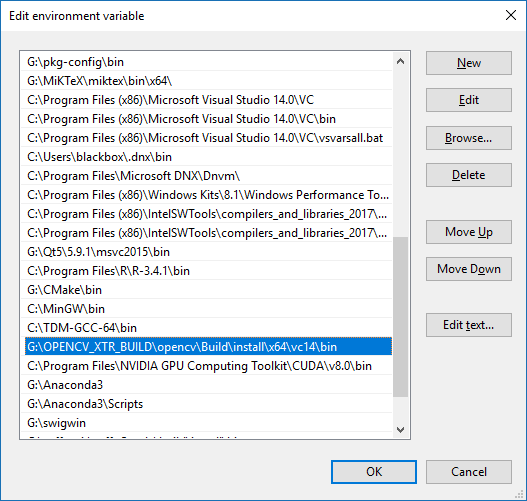 Edit environment variable
G:\pkg-config\bin
G:\MiKTeX\miktex\bin\x64\
C:\Program Files (x86)\Microsoft Visual Studio 14.0\VC
C:\Program Files (x86)\Microsoft Visual Studio 14.0\VC\bin
C:\Program Files (x86)\Microsoft Visual Studio 14.0\VC\vsvarsall.bat
C:\Users\blackbox\.dnx\bin
C:\Program Files\Microsoft DNX\Dnvm\
C:\Program Files (x86)\Windows Kits\8.1\Windows Performance To...
C:\Program Files (x86)\IntelSWTools\compilers_and_libraries_2017\...
C:\Program Files (x86)\IntelSWTools\compilers_and_libraries_2017\...
G:\Qt5\5.9.1\msvc2015\bin
C:\Program Files\R\R-3.4.1\bin
G:\CMake\bin
C:\MinGW\bin
C:\TDM-GCC-64\bin
G:\OPENCV_XTR_BUILD\opencv\Build\install\x64\vc14\bin
C:\Program Files\NVIDIA GPU Computing Toolkit\CUDA\v8.0\bin
G:\Anaconda3
G:\Anaconda3\Scripts
G:\swigwin
New
Edit
Browse...
Delete
Move Up
Move Down
Edit text...
OK
Cancel